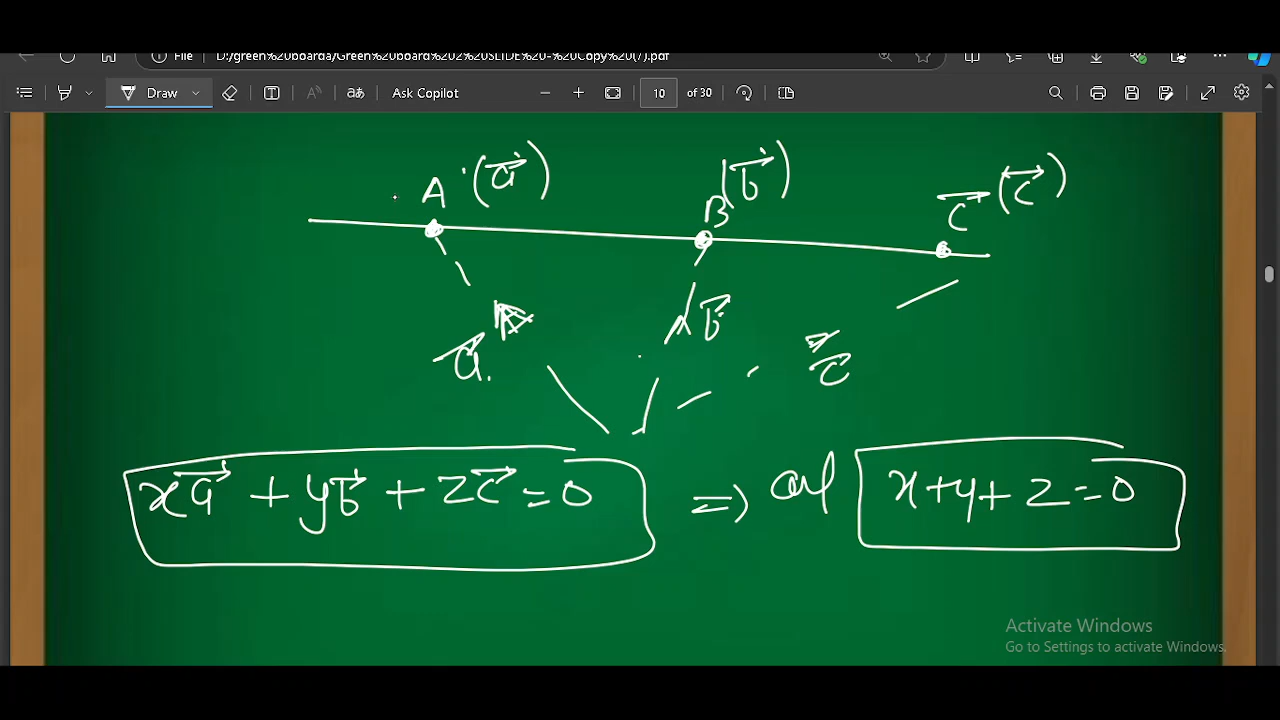 File D:/green%20boarda/Green%20board%202%20SLIDE%20-%20Copy%20(7).pdf
Draw Ask Copilot 10 of 30
A (a⃗) B (b⃗) c⃗ (c⃗)
a⃗ b⃗ c⃗
xa⃗ + yb⃗ + zc⃗ = 0 => x+y+z=0
Activate Windows
Go to Settings to activate Windows.